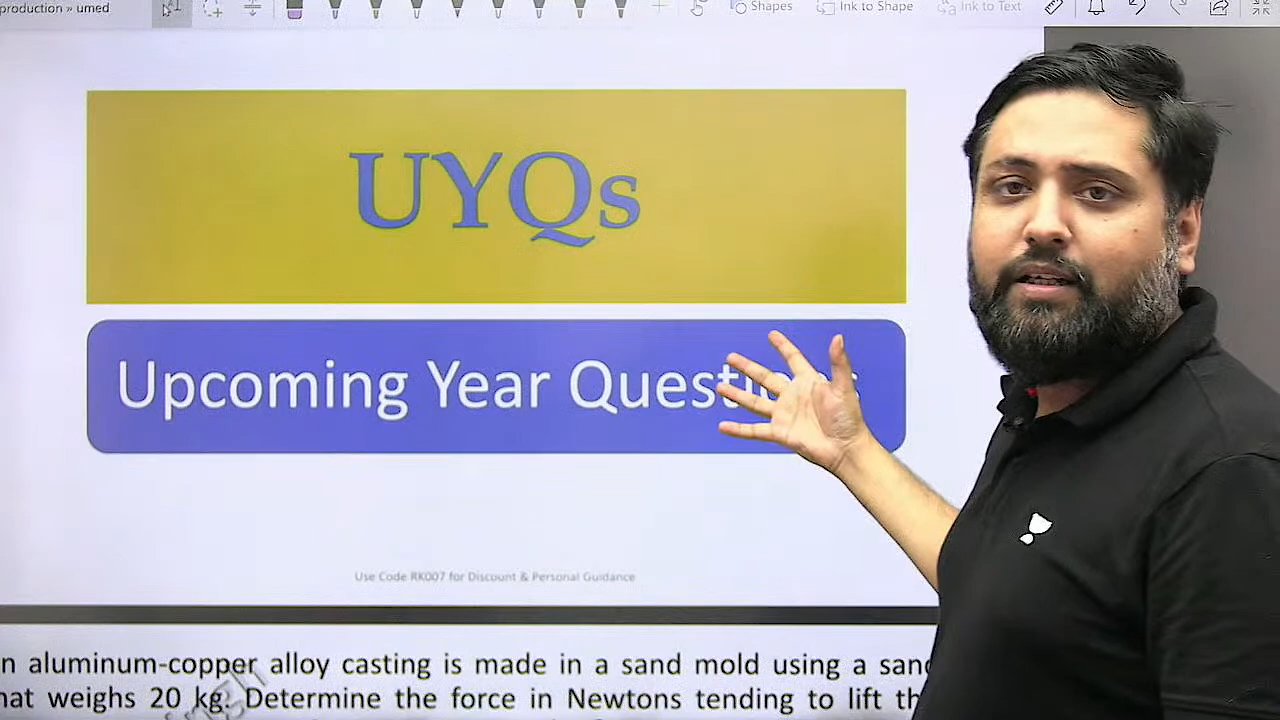 production » umed
Shapes
Ink to Shape
Ink to Text
UYQs
Upcoming Year Questions
Use Code RK007 for Discount & Personal Guidance
n aluminum-copper alloy casting is made in a sand mold using a sand
hat weighs 20 kg. Determine the force in Newtons tending to lift th